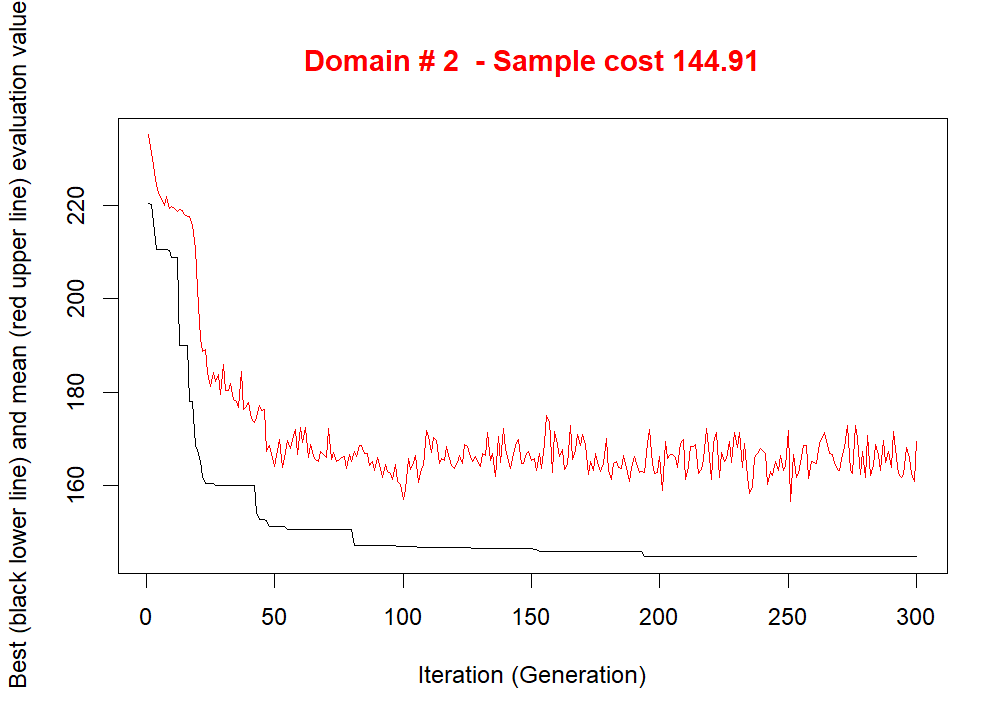 Domain # 2  - Sample cost 144.91
Best (black lower line) and mean (red upper line) evaluation value
220
200
180
160
0 50 100 150 200 250 300
Iteration (Generation)